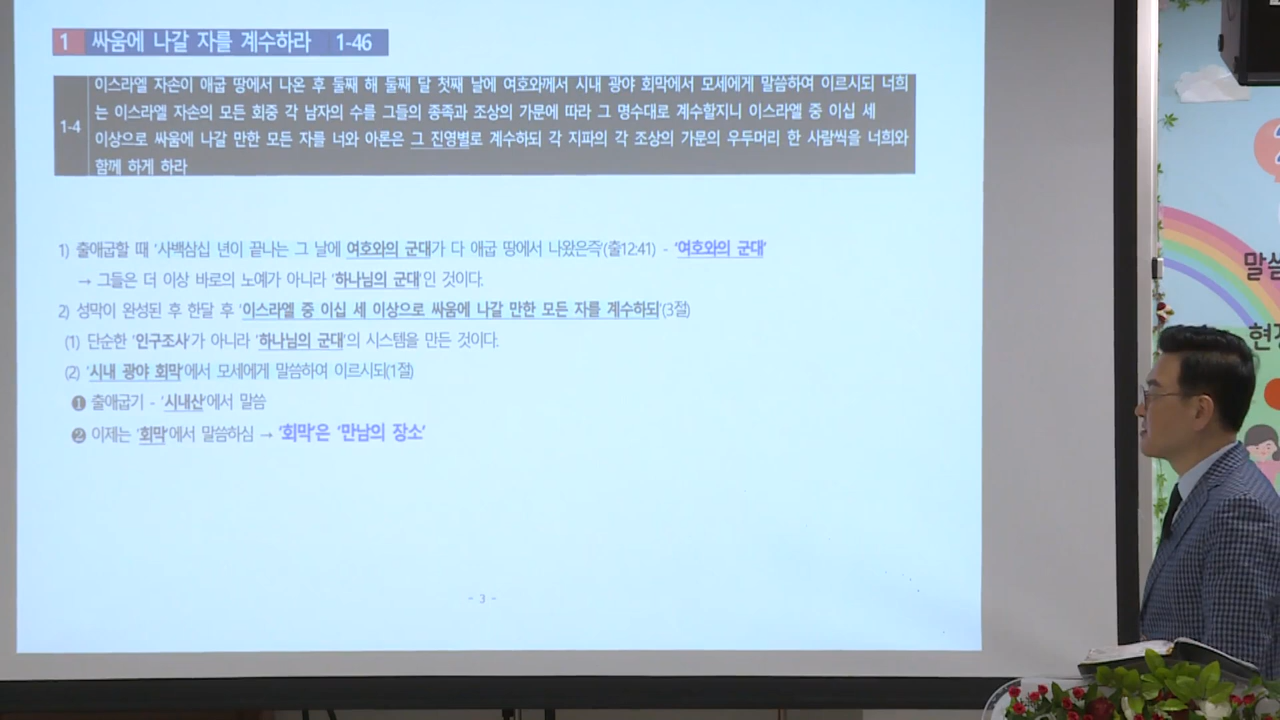 1 싸움에 나갈 자를 계수하라 1-46
이스라엘 자손이 애굽 땅에서 나온 후 둘째 해 둘째 달 첫째 날에 여호와께서 시내 광야 회막에서 모세에게 말씀하여 이르시되 너희
는 이스라엘 자손의 모든 회중 각 남자의 수를 그들의 종족과 조상의 가문에 따라 그 명수대로 계수할지니 이스라엘 중 이십 세
1-4
이상으로 싸움에 나갈 만한 모든 자를 너와 아론은 그 진영별로 계수하되 각 지파의 각 조상의 가문의 우두머리 한 사람씩을 너희와
함께 하게 하라
1) 출애굽할 때 '사백삼십 년이 끝나는 그 날에 여호와의 군대가 다 애굽 땅에서 나왔은즉'(출12:41) - '여호와의 군대'
→ 그들은 더 이상 바로의 노예가 아니라 '하나님의 군대'인 것이다.
2) 성막이 완성된 후 한달 후 '이스라엘 중 이십 세 이상으로 싸움에 나갈 만한 모든 자를 계수하되'(3절)
(1) 단순한 '인구조사'가 아니라 '하나님의 군대'의 시스템을 만든 것이다.
(2) '시내 광야 회막'에서 모세에게 말씀하여 이르시되(1절)
❶ 출애굽기 - '시내산'에서 말씀
❷ 이제는 '회막'에서 말씀하심 → '회막'은 '만남의 장소'
- 3 -